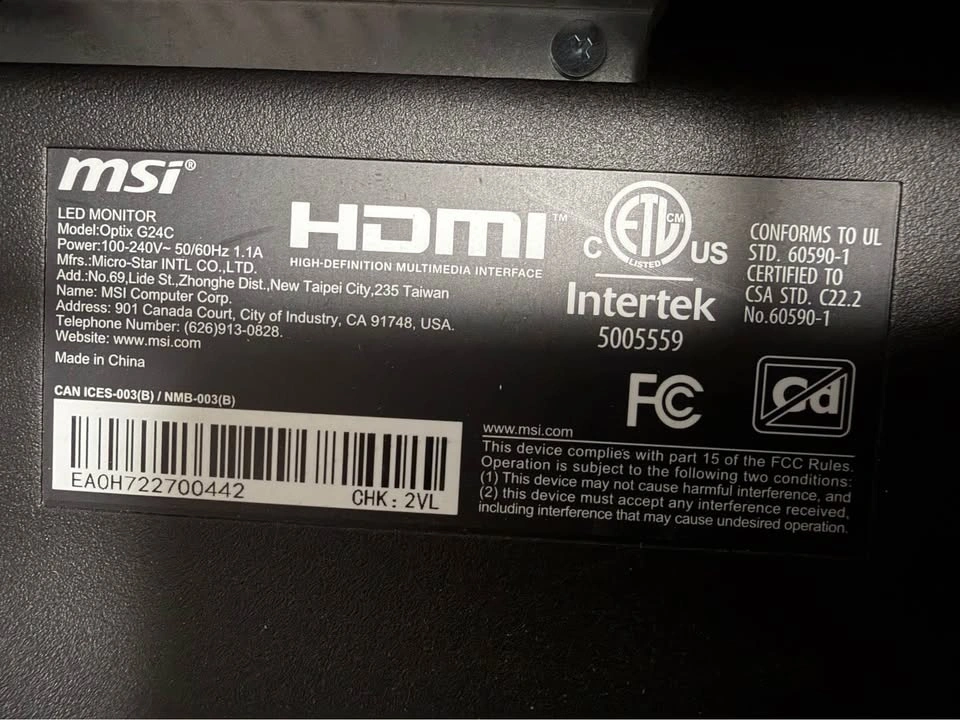 msi®
LED MONITOR
Model:Optix G24C
Power:100-240V~ 50/60Hz 1.1A
Mfrs.:Micro-Star INTL CO.,LTD.
Add.:No.69,Lide St.,Zhonghe Dist.,New Taipei City,235 Taiwan
Name: MSI Computer Corp.
Address: 901 Canada Court, City of Industry, CA 91748, USA.
Telephone Number: (626)913-0828.
Website: www.msi.com
Made in China
CAN ICES-003(B) / NMB-003(B)
EA0H722700442
CHK: 2VL
HDMI™
HIGH-DEFINITION MULTIMEDIA INTERFACE
ETL CM
LISTED
C US
Intertek
5005559
CONFORMS TO UL
STD. 60590-1
CERTIFIED TO
CSA STD. C22.2
No.60590-1
FC
Cd
www.msi.com
This device complies with part 15 of the FCC Rules.
Operation is subject to the following two conditions:
(1) This device may not cause harmful interference, and
(2) this device must accept any interference received,
including interference that may cause undesired operation.